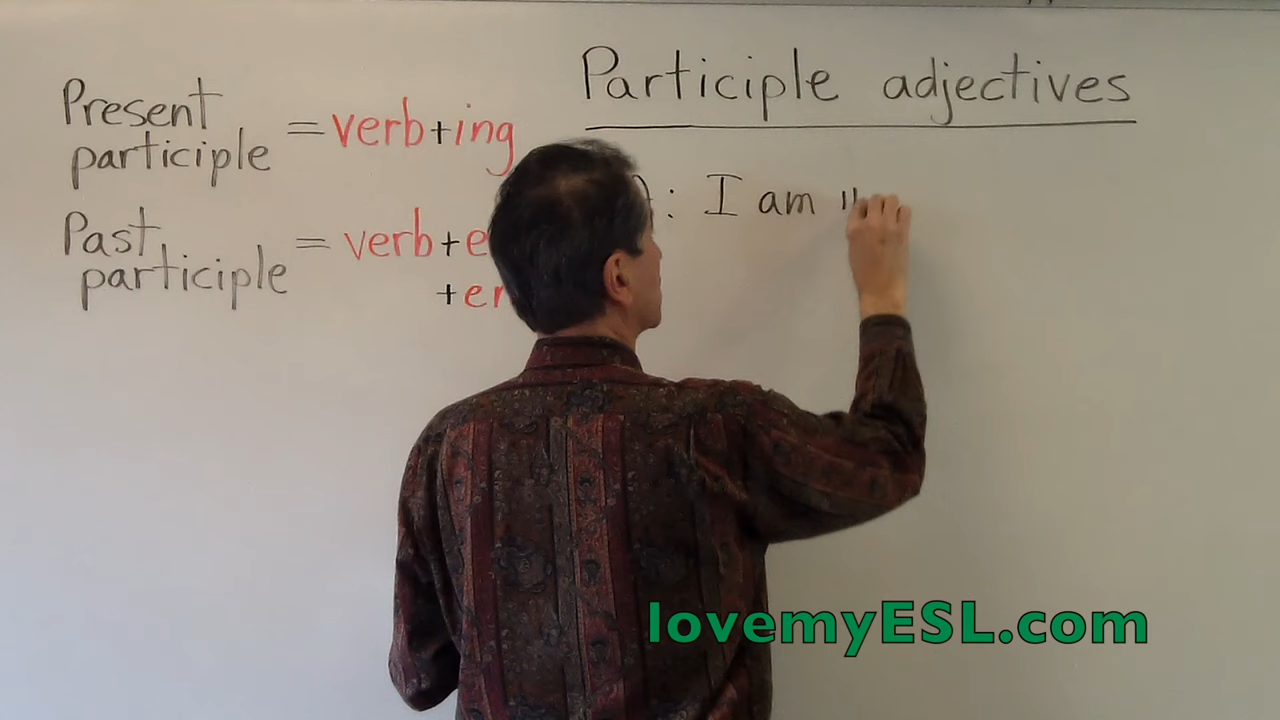 Participle adjectives
Present
participle = verb+ing
Past
participle = verb+e
+er
: I am
lovemyESL.com